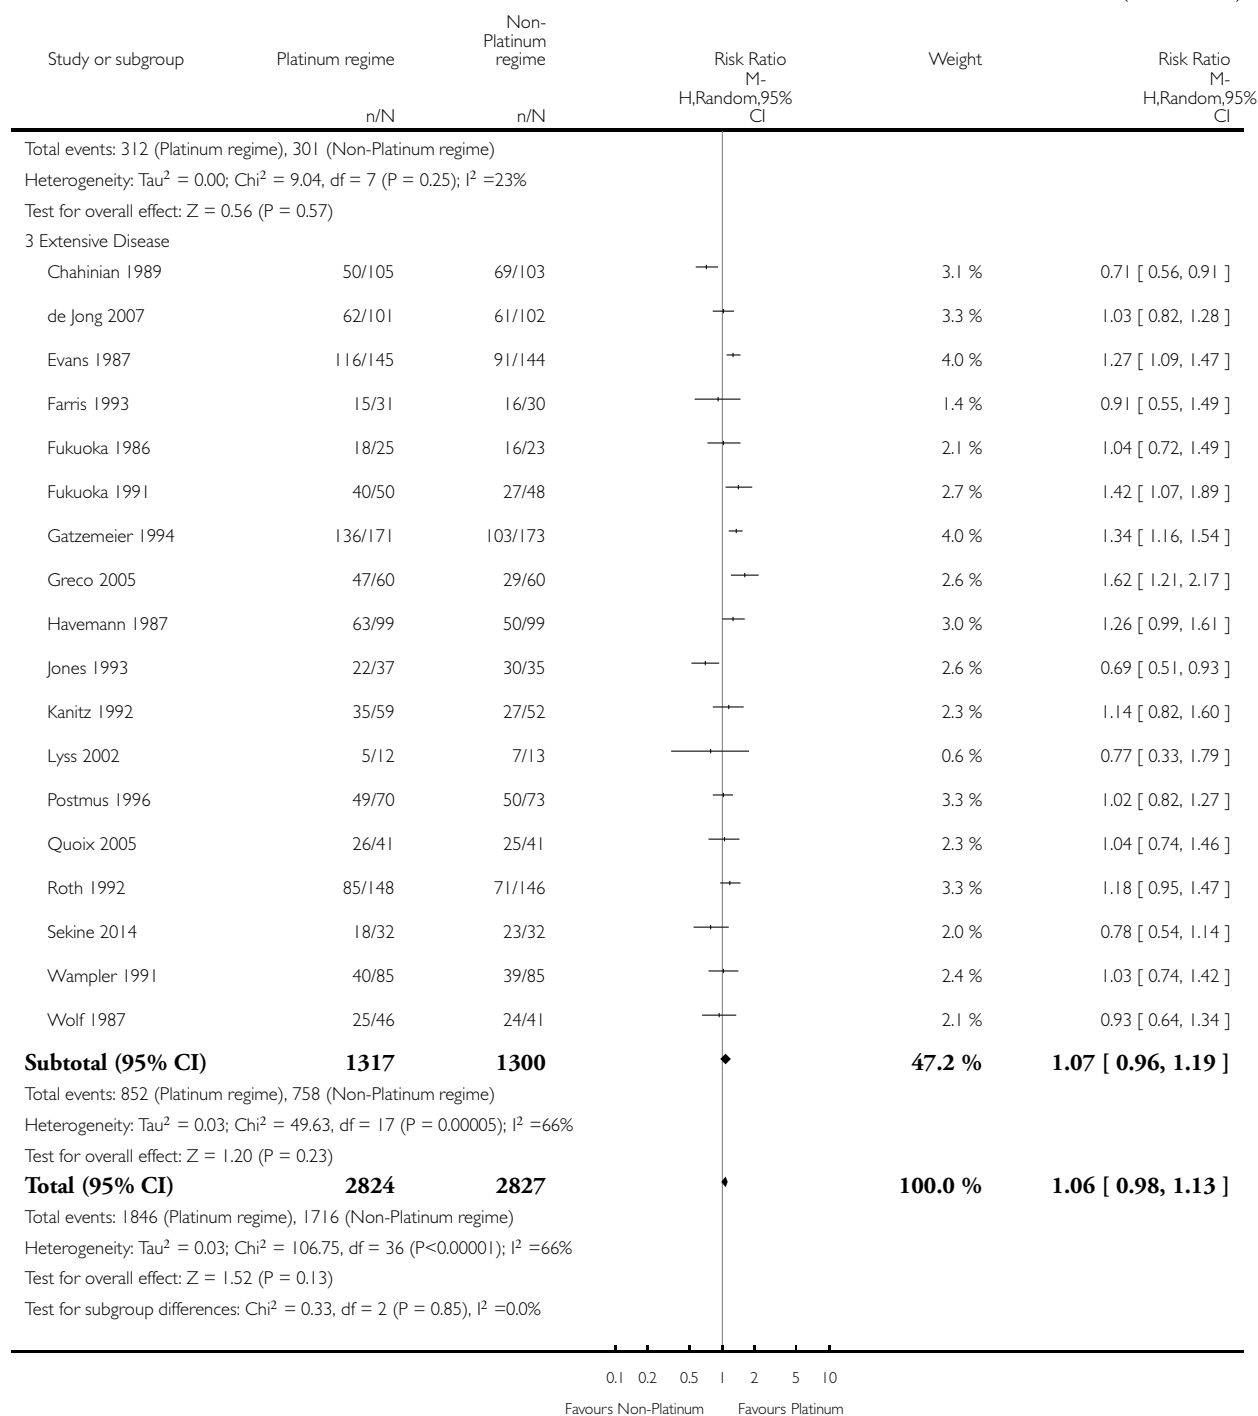 Non-
Platinum
Study or subgroup Platinum regime regime Risk Ratio Weight Risk Ratio
M- M-
H,Random,95% H,Random,95%
n/N n/N CI CI
Total events: 312 (Platinum regime), 301 (Non-Platinum regime)
Heterogeneity: Tau² = 0.00; Chi² = 9.04, df = 7 (P = 0.25); I² =23%
Test for overall effect: Z = 0.56 (P = 0.57)
3 Extensive Disease
Chahinian 1989 50/105 69/103 3.1 % 0.71 [ 0.56, 0.91 ]
de Jong 2007 62/101 61/102 3.3 % 1.03 [ 0.82, 1.28 ]
Evans 1987 116/145 91/144 4.0 % 1.27 [ 1.09, 1.47 ]
Farris 1993 15/31 16/30 1.4 % 0.91 [ 0.55, 1.49 ]
Fukuoka 1986 18/25 16/23 2.1 % 1.04 [ 0.72, 1.49 ]
Fukuoka 1991 40/50 27/48 2.7 % 1.42 [ 1.07, 1.89 ]
Gatzemeier 1994 136/171 103/173 4.0 % 1.34 [ 1.16, 1.54 ]
Greco 2005 47/60 29/60 2.6 % 1.62 [ 1.21, 2.17 ]
Havemann 1987 63/99 50/99 3.0 % 1.26 [ 0.99, 1.61 ]
Jones 1993 22/37 30/35 2.6 % 0.69 [ 0.51, 0.93 ]
Kanitz 1992 35/59 27/52 2.3 % 1.14 [ 0.82, 1.60 ]
Lyss 2002 5/12 7/13 0.6 % 0.77 [ 0.33, 1.79 ]
Postmus 1996 49/70 50/73 3.3 % 1.02 [ 0.82, 1.27 ]
Quoix 2005 26/41 25/41 2.3 % 1.04 [ 0.74, 1.46 ]
Roth 1992 85/148 71/146 3.3 % 1.18 [ 0.95, 1.47 ]
Sekine 2014 18/32 23/32 2.0 % 0.78 [ 0.54, 1.14 ]
Wampler 1991 40/85 39/85 2.4 % 1.03 [ 0.74, 1.42 ]
Wolf 1987 25/46 24/41 2.1 % 0.93 [ 0.64, 1.34 ]
Subtotal (95% CI) 1317 1300 47.2 % 1.07 [ 0.96, 1.19 ]
Total events: 852 (Platinum regime), 758 (Non-Platinum regime)
Heterogeneity: Tau² = 0.03; Chi² = 49.63, df = 17 (P = 0.00005); I² =66%
Test for overall effect: Z = 1.20 (P = 0.23)
Total (95% CI) 2824 2827 100.0 % 1.06 [ 0.98, 1.13 ]
Total events: 1846 (Platinum regime), 1716 (Non-Platinum regime)
Heterogeneity: Tau² = 0.03; Chi² = 106.75, df = 36 (P<0.00001); I² =66%
Test for overall effect: Z = 1.52 (P = 0.13)
Test for subgroup differences: Chi² = 0.33, df = 2 (P = 0.85), I² =0.0%
0.1 0.2 0.5 1 2 5 10
Favours Non-Platinum Favours Platinum